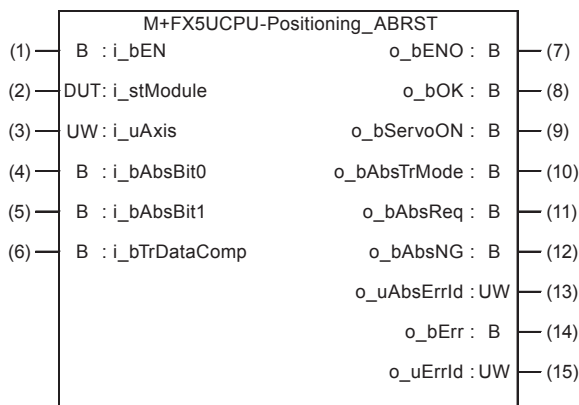 M+FX5UCPU-Positioning_ABRST
(1) B : i_bEN o_bENO : B (7)
(2) DUT: i_stModule o_bOK : B (8)
(3) UW : i_uAxis o_bServoON : B (9)
(4) B : i_bAbsBit0 o_bAbsTrMode : B (10)
(5) B : i_bAbsBit1 o_bAbsReq : B (11)
(6) B : i_bTrDataComp o_bAbsNG : B (12)
o_uAbsErrId : UW (13)
o_bErr : B (14)
o_uErrId : UW (15)